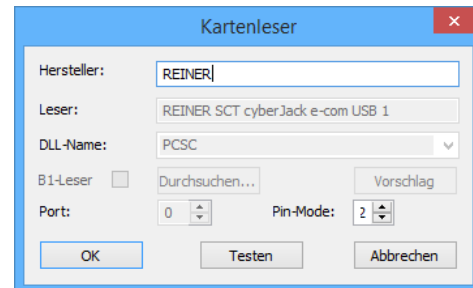 Kartenleser
Hersteller: REINER
Leser: REINER SCT cyberJack e-com USB 1
DLL-Name: PCSC
B1-Leser Durchsuchen... Vorschlag
Port: 0 Pin-Mode: 2
OK Testen Abbrechen